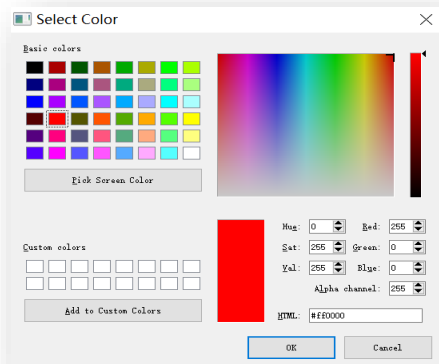 Select Color
Basic colors
Pick Screen Color
Custom colors
Add to Custom Colors
Hue: 0 Red: 255
Sat: 255 Green: 0
Val: 255 Blue: 0
Alpha channel: 255
HTML: #ff0000
OK Cancel